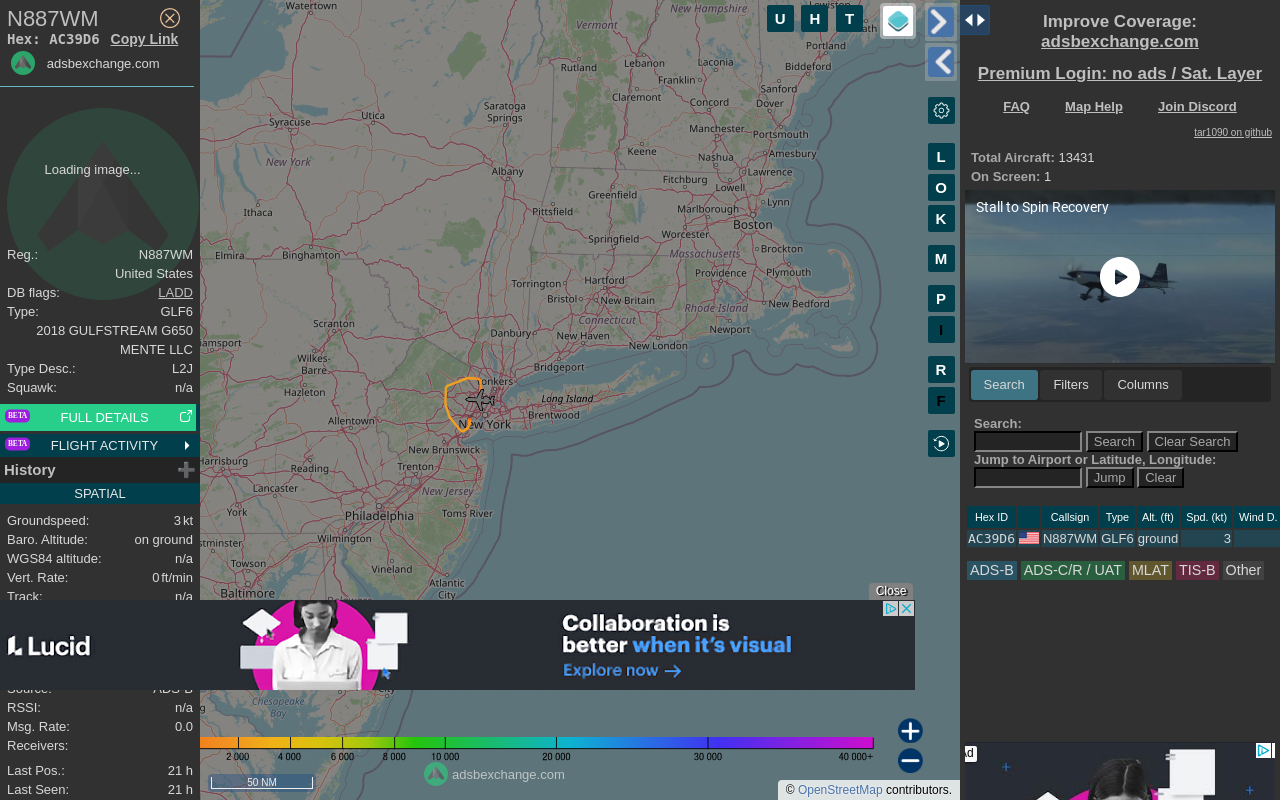 N887WM
Hex: AC39D6 Copy Link
adsbexchange.com
Loading image...
Reg.: N887WM
United States
DB flags: LADD
Type: GLF6
2018 GULFSTREAM G650
MENTE LLC
Type Desc.: L2J
Squawk: n/a
BETA FULL DETAILS
BETA FLIGHT ACTIVITY
History
SPATIAL
Groundspeed: 3 kt
Baro. Altitude: on ground
WGS84 altitude: n/a
Vert. Rate: 0 ft/min
Track: n/a
Source: ADS-B
RSSI: n/a
Msg. Rate: 0.0
Receivers:
Last Pos.: 21 h
Last Seen: 21 h
Watertown
Vermont
New Hampshire
Lewiston
Portland
Biddeford
Rutland
Lebanon
Laconia
Franklin
Sanford
Claremont
Concord
Dover
Saratoga
Springs
Utica
Syracuse
Manchester
Portsmouth
Keene
Nashua
Amesbury
New York
Albany
Lawrence
Fitchburg
Lowell
Greenfield
Lynn
Ithaca
Pittsfield
Marlborough
Boston
Worcester
Springfield
Brockton
Elmira
Binghamton
Massachusetts
Hartford
Providence
Plymouth
Torrington
Bristol
New Britain
New Bedford
Rhode Island
Connecticut
Newport
Scranton
Danbury
New Haven
New London
Wilkes-
Barre
Bridgeport
onkers
Hazleton
Long Island
Brentwood
Allentown
New York
New Brunswick
Harrisburg
Reading
Trenton
Lancaster
New Jersey
York
Philadelphia
Toms River
Wilmington
Towson
Vineland
Baltimore
Atlantic
City
Chesapeake
Bay
U H T
L
O
K
M
P
I
R
F
Close
Lucid
Collaboration is
better when it's visual
Explore now →
2 000 4 000 6 000 8 000 10 000 20 000 30 000 40 000+
adsbexchange.com
50 NM
© OpenStreetMap contributors.
Improve Coverage:
adsbexchange.com
Premium Login: no ads / Sat. Layer
FAQ Map Help Join Discord
tar1090 on github
Total Aircraft: 13431
On Screen: 1
Stall to Spin Recovery
Search Filters Columns
Search:
Search Clear Search
Jump to Airport or Latitude, Longitude:
Jump Clear
Hex ID Callsign Type Alt. (ft) Spd. (kt) Wind D.
AC39D6 N887WM GLF6 ground 3
ADS-B ADS-C/R / UAT MLAT TIS-B Other